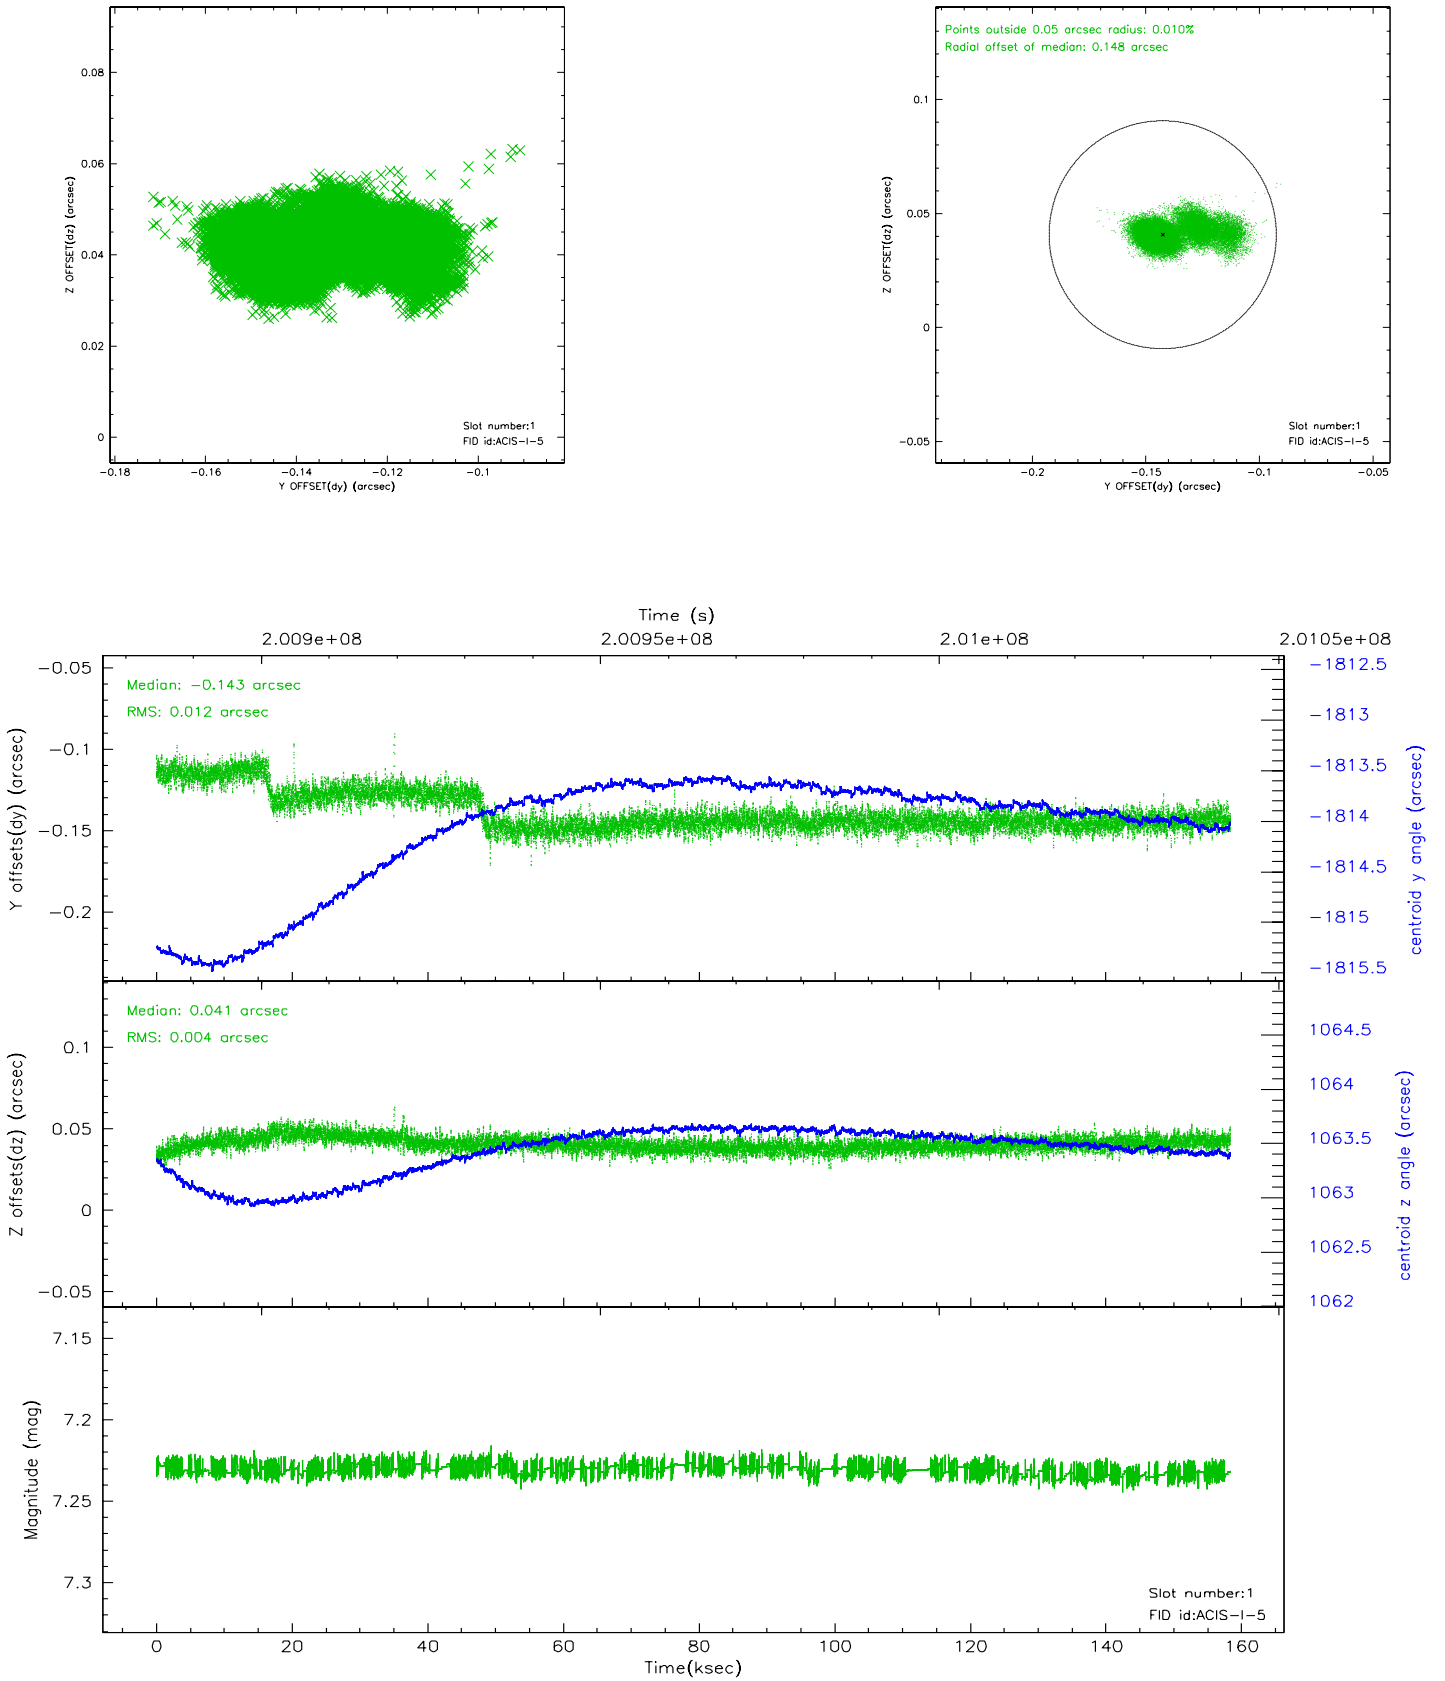 0.08
0.06
0.04
0.02
0
Z OFFSET(dz) (arcsec)
-0.18 -0.16 -0.14 -0.12 -0.1
Y OFFSET(dy) (arcsec)
Slot number:1
FID id:ACIS-I-5
Points outside 0.05 arcsec radius: 0.010%
Radial offset of median: 0.148 arcsec
0.1
0.05
0
-0.05
Z OFFSET(dz) (arcsec)
-0.2 -0.15 -0.1 -0.05
Y OFFSET(dy) (arcsec)
Slot number:1
FID id:ACIS-I-5
Time (s)
2.009e+08 2.0095e+08 2.01e+08 2.0105e+08
Median: -0.143 arcsec
RMS: 0.012 arcsec
-0.05
-0.1
-0.15
-0.2
Y offsets(dy) (arcsec)
-1812.5
-1813
-1813.5
-1814
-1814.5
-1815
-1815.5
centroid y angle (arcsec)
Median: 0.041 arcsec
RMS: 0.004 arcsec
0.1
0.05
0
-0.05
Z offsets(dz) (arcsec)
1064.5
1064
1063.5
1063
1062.5
1062
centroid z angle (arcsec)
7.15
7.2
7.25
7.3
Magnitude (mag)
Slot number:1
FID id:ACIS-I-5
0 20 40 60 80 100 120 140 160
Time(ksec)